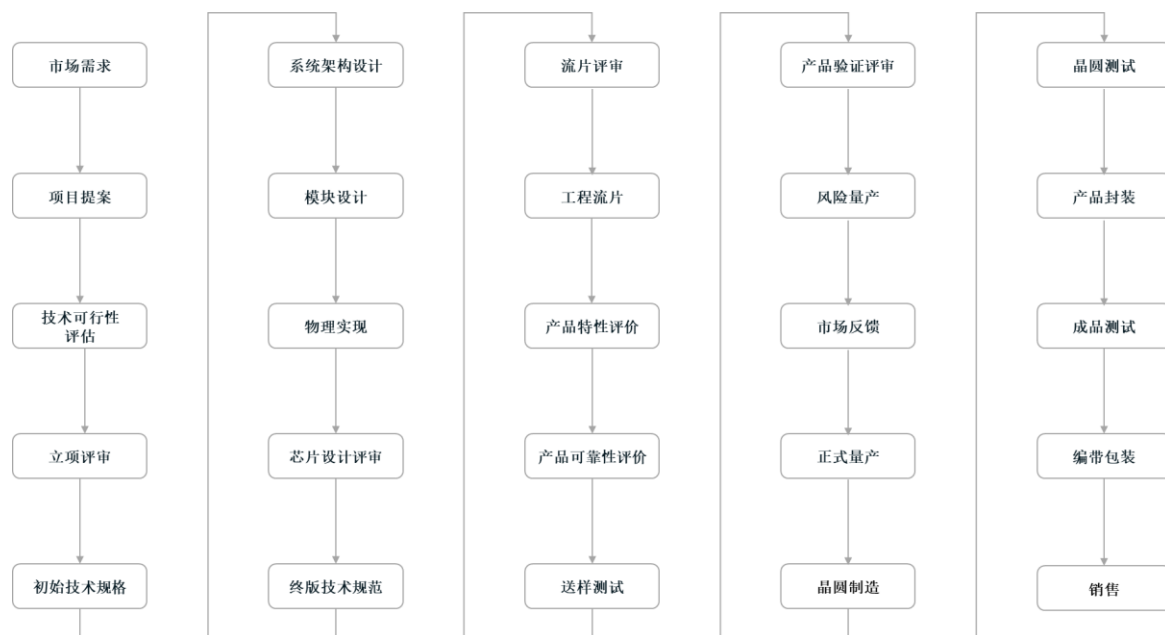 市场需求
项目提案
技术可行性
评估
立项评审
初始技术规格
系统架构设计
模块设计
物理实现
芯片设计评审
终版技术规范
流片评审
工程流片
产品特性评价
产品可靠性评价
送样测试
产品验证评审
风险量产
市场反馈
正式量产
晶圆制造
晶圆测试
产品封装
成品测试
编带包装
销售